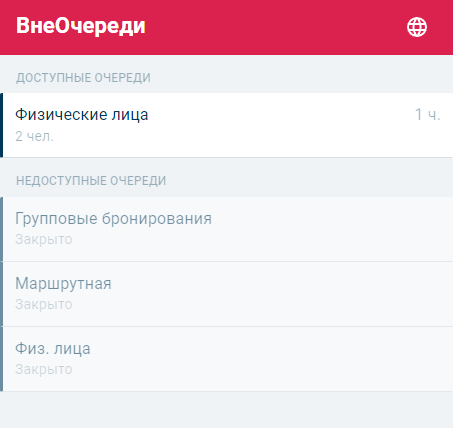 ВнеОчереди
ДОСТУПНЫЕ ОЧЕРЕДИ
Физические лица 1 ч.
2 чел.
НЕДОСТУПНЫЕ ОЧЕРЕДИ
Групповые бронирования
Закрыто
Маршрутная
Закрыто
Физ. лица
Закрыто